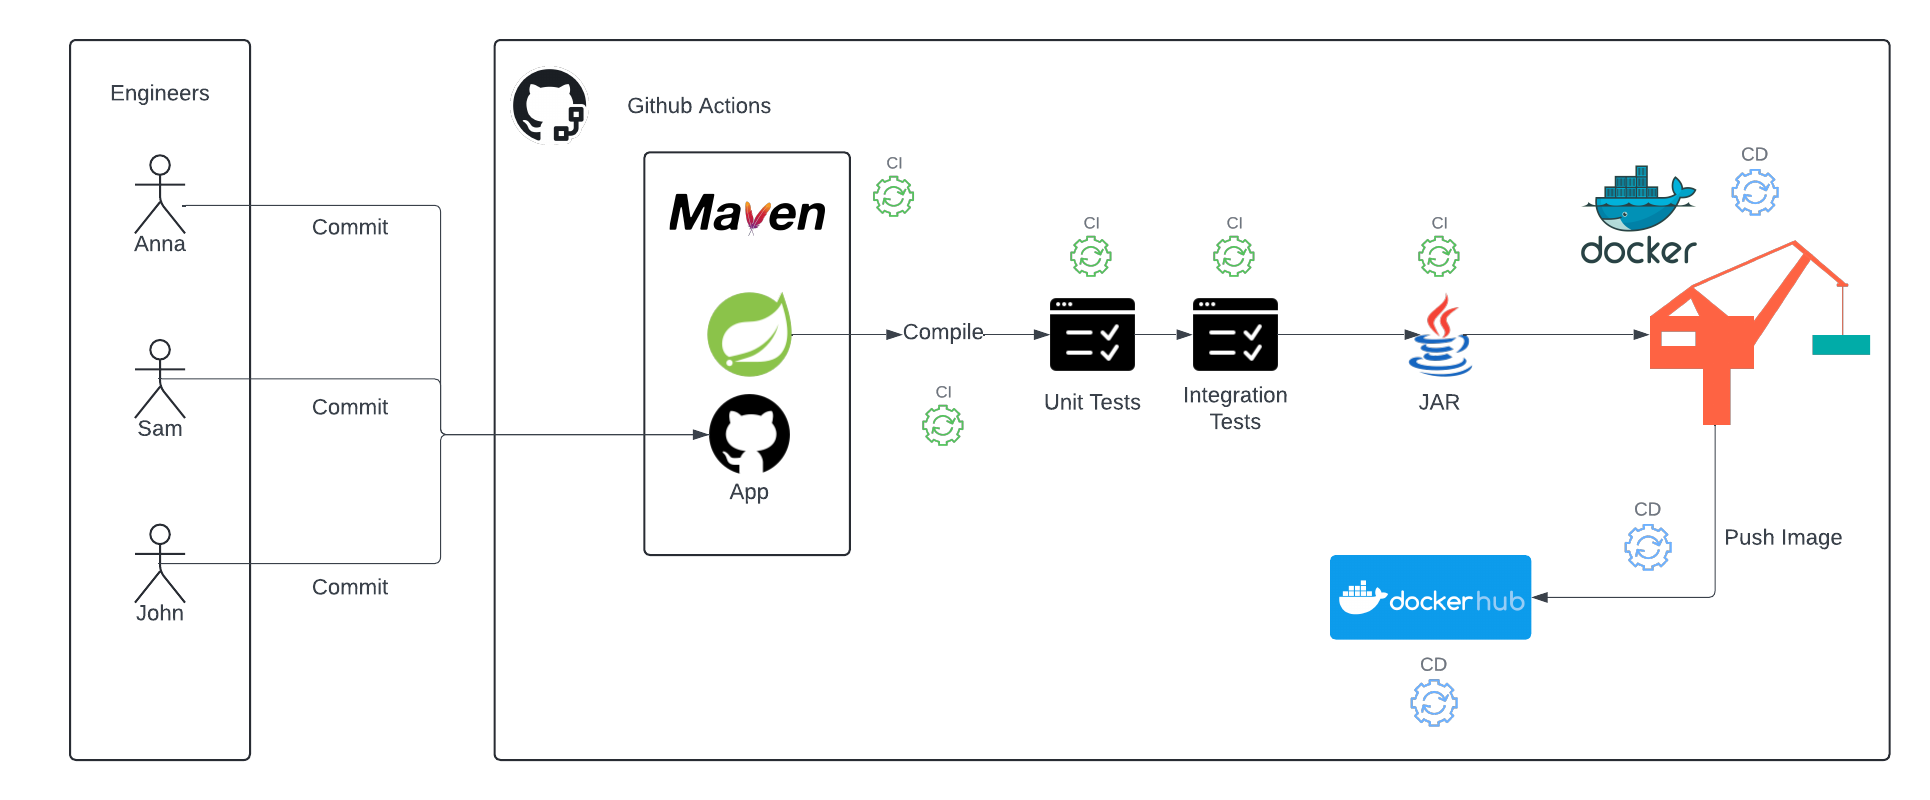 Engineers
Anna
Sam
John
Commit
Commit
Commit
Github Actions
Maven
App
CI
Compile
CI
CI
Unit Tests
CI
Integration
Tests
CI
JAR
docker
CD
CD
Push Image
docker hub
CD